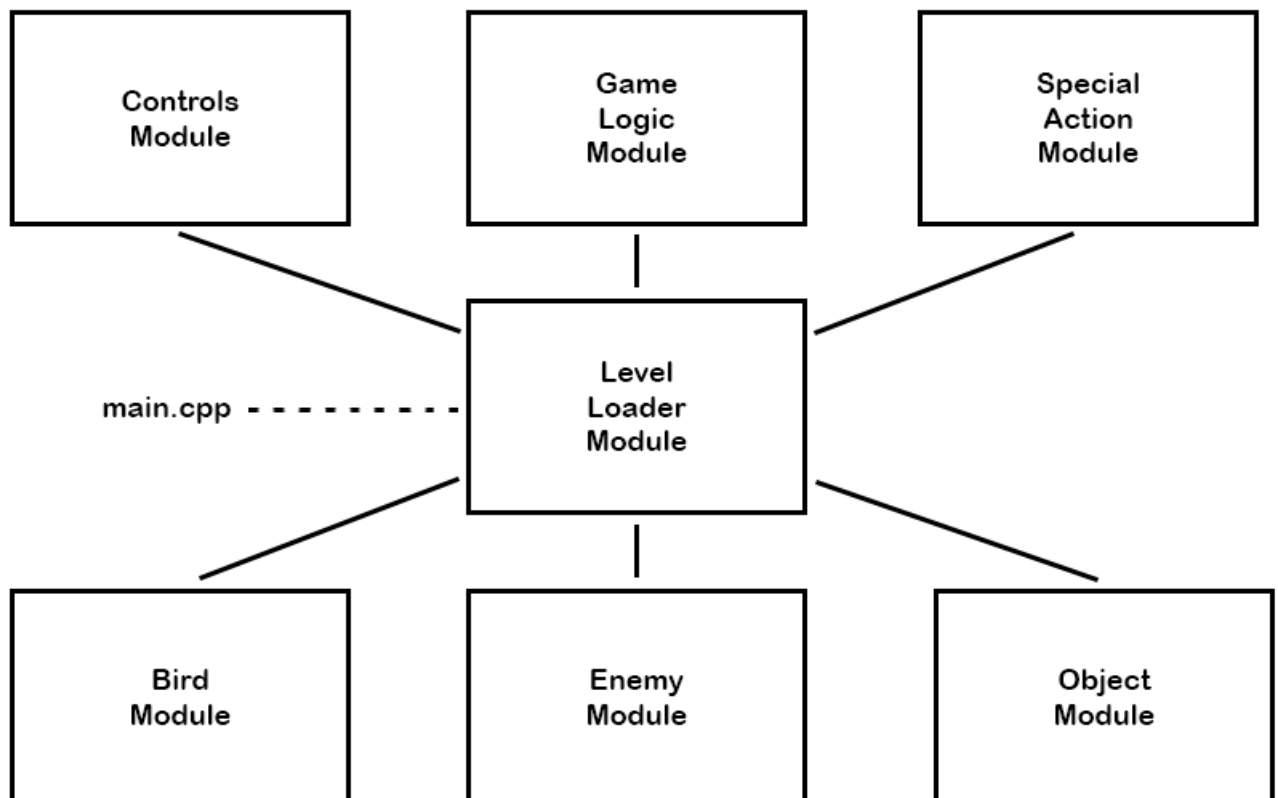 Controls
Module
Game
Logic
Module
Special
Action
Module
main.cpp
Level
Loader
Module
Bird
Module
Enemy
Module
Object
Module